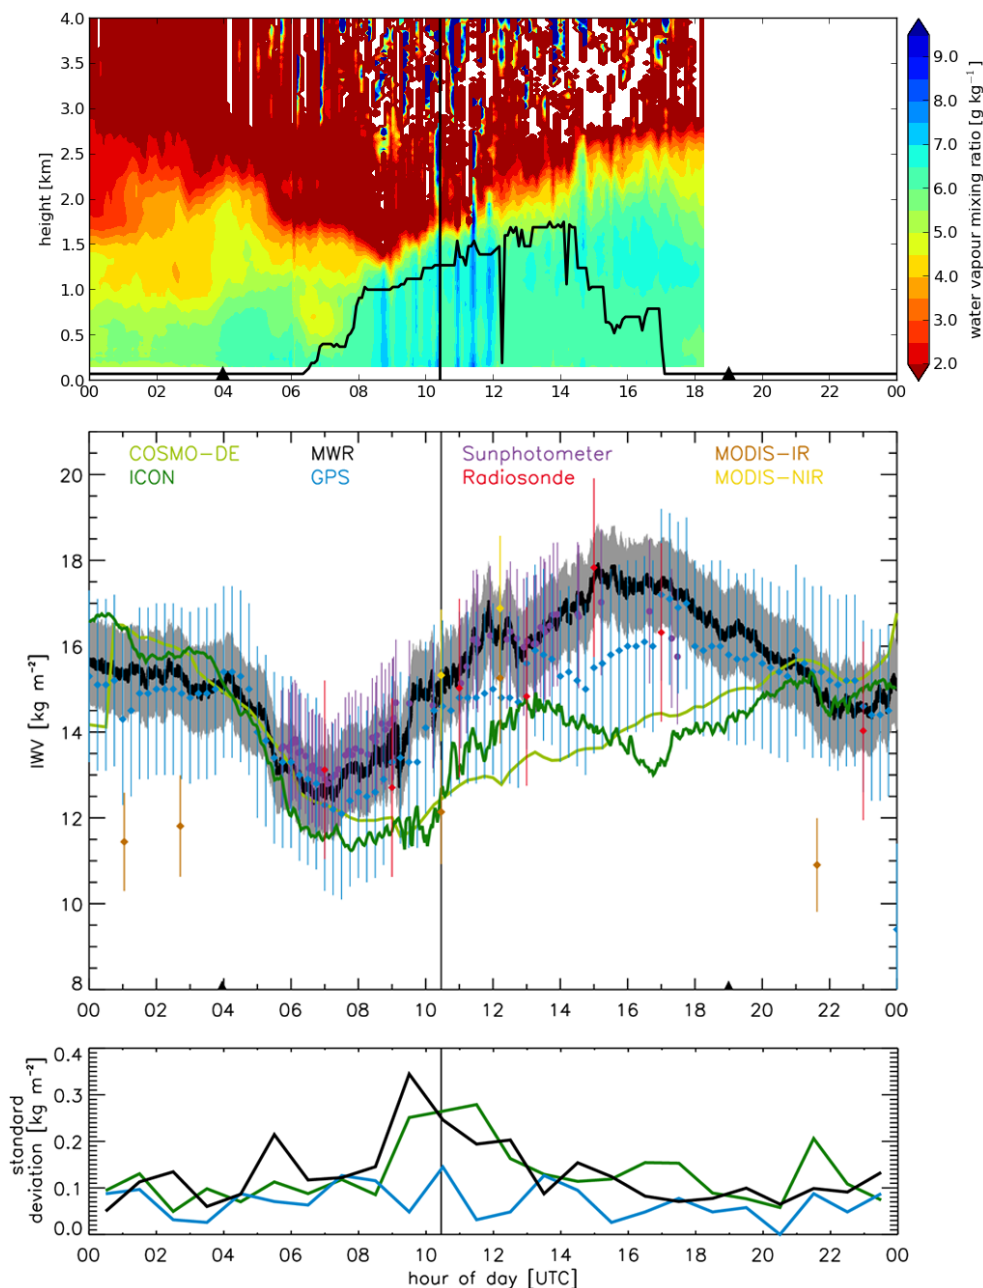 4.0
3.5
3.0
2.5
2.0
1.5
1.0
0.5
0.0
height [km]
00 02 04 06 08 10 12 14 16 18 20 22 00
9.0
8.0
7.0
6.0
5.0
4.0
3.0
2.0
water vapour mixing ratio [g kg⁻¹]
COSMO-DE MWR Sunphotometer MODIS-IR
ICON GPS Radiosonde MODIS-NIR
20
18
16
14
12
10
8
IWV [kg m⁻²]
00 02 04 06 08 10 12 14 16 18 20 22 00
0.4
0.3
0.2
0.1
0.0
standard
deviation [kg m⁻²]
00 02 04 06 08 10 12 14 16 18 20 22 00
hour of day [UTC]